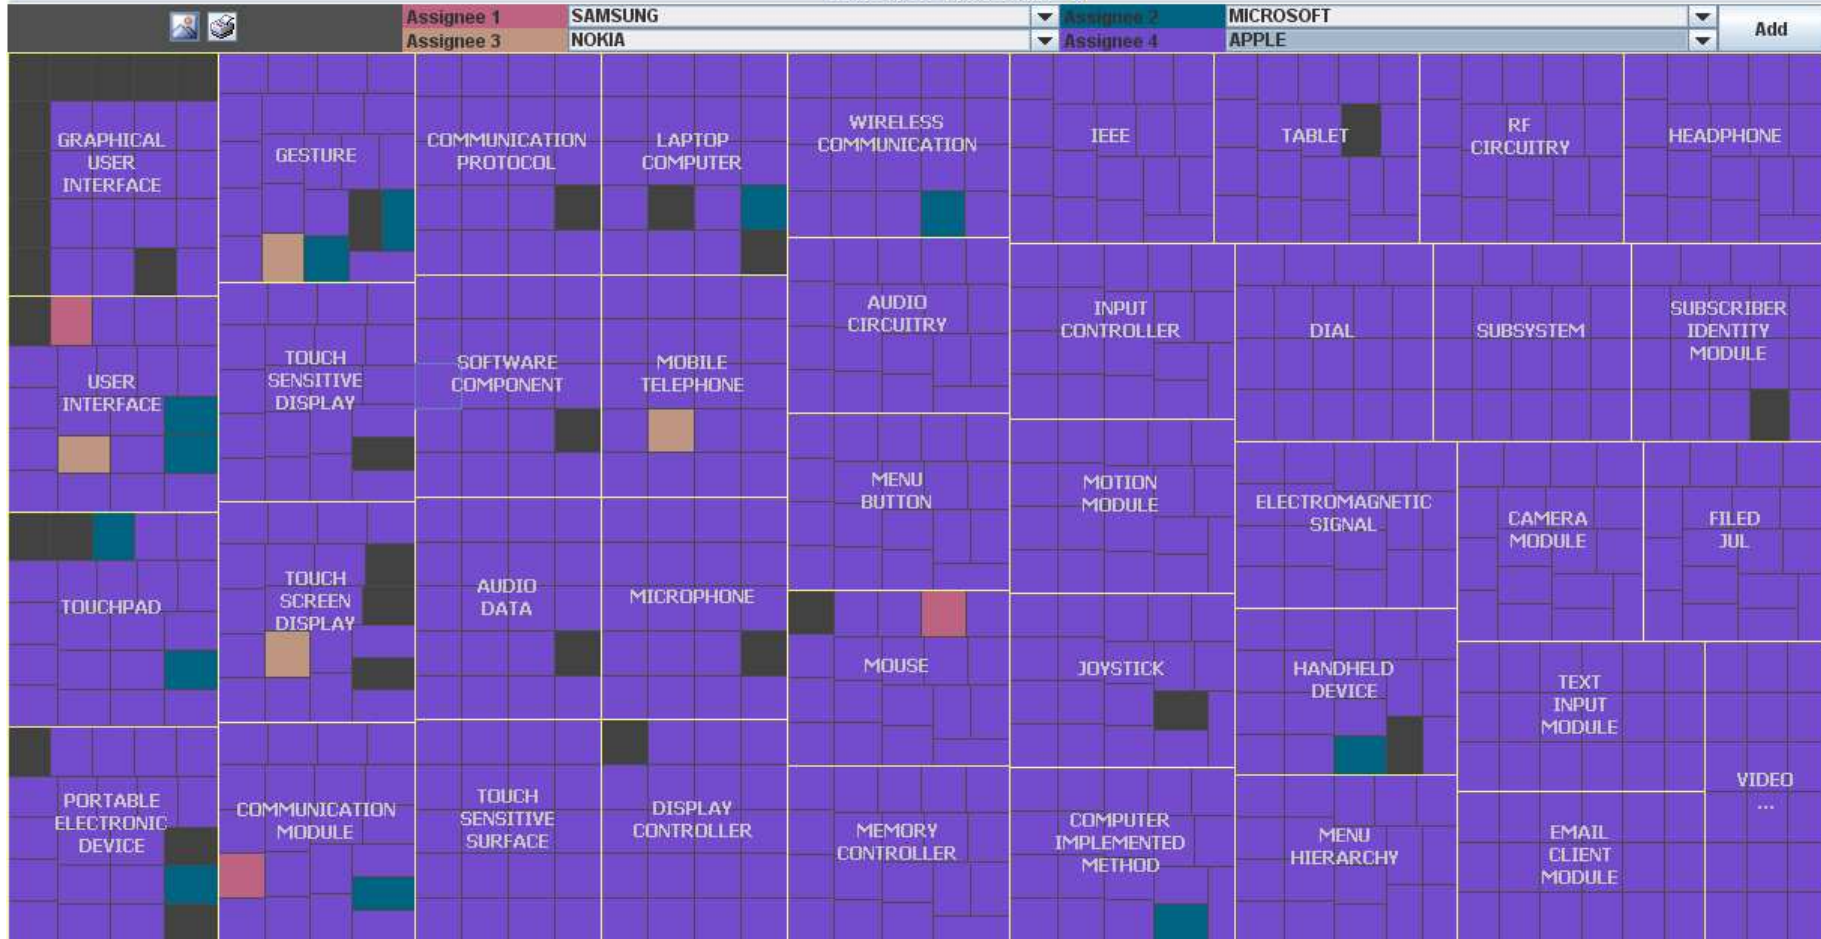 Assignee 1
SAMSUNG
Assignee 2
MICROSOFT
Add
Assignee 3
NOKIA
Assignee 4
APPLE
GRAPHICAL
USER
INTERFACE
GESTURE
COMMUNICATION
PROTOCOL
LAPTOP
COMPUTER
WIRELESS
COMMUNICATION
IEEE
TABLET
RF
CIRCUITRY
HEADPHONE
USER
INTERFACE
TOUCH
SENSITIVE
DISPLAY
SOFTWARE
COMPONENT
MOBILE
TELEPHONE
AUDIO
CIRCUITRY
INPUT
CONTROLLER
DIAL
SUBSYSTEM
SUBSCRIBER
IDENTITY
MODULE
MENU
BUTTON
MOTION
MODULE
ELECTROMAGNETIC
SIGNAL
CAMERA
MODULE
FILED
JUL
TOUCHPAD
TOUCH
SCREEN
DISPLAY
AUDIO
DATA
MICROPHONE
MOUSE
JOYSTICK
HANDHELD
DEVICE
TEXT
INPUT
MODULE
VIDEO
...
PORTABLE
ELECTRONIC
DEVICE
COMMUNICATION
MODULE
TOUCH
SENSITIVE
SURFACE
DISPLAY
CONTROLLER
MEMORY
CONTROLLER
COMPUTER
IMPLEMENTED
METHOD
MENU
HIERARCHY
EMAIL
CLIENT
MODULE